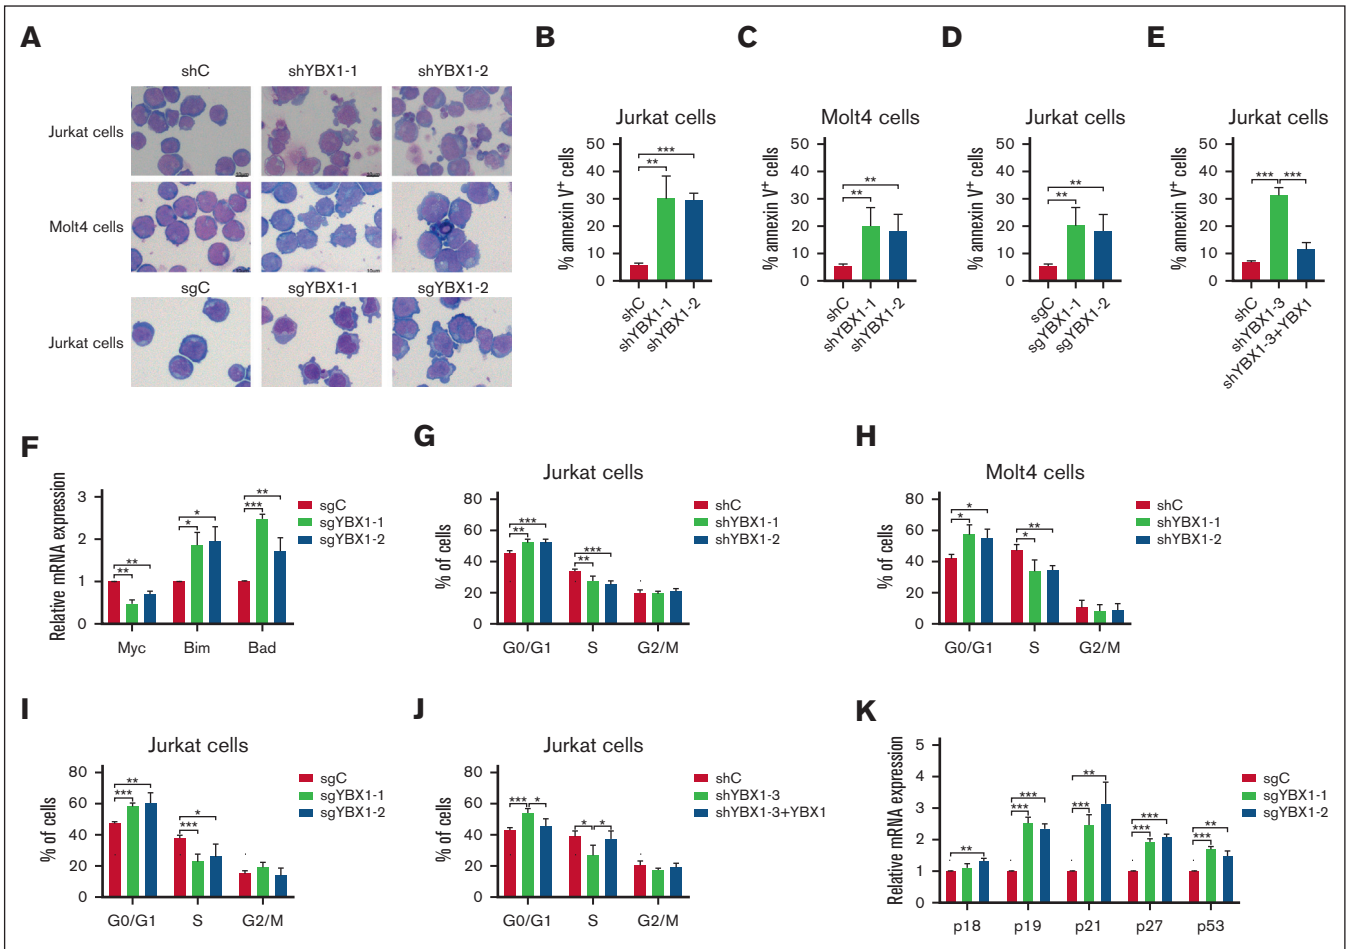 A
shC shYBX1-1 shYBX1-2
Jurkat cells
Molt4 cells
sgC sgYBX1-1 sgYBX1-2
Jurkat cells
B
Jurkat cells
% annexin V+ cells
50
40
30
20
10
0
** ***
shC
shYBX1-1
shYBX1-2
C
Molt4 cells
% annexin V+ cells
50
40
30
20
10
0
** **
shC
shYBX1-1
shYBX1-2
D
Jurkat cells
% annexin V+ cells
50
40
30
20
10
0
** **
sgC
sgYBX1-1
sgYBX1-2
E
Jurkat cells
% annexin V+ cells
50
40
30
20
10
0
*** ***
shC
shYBX1-3
shYBX1-3+YBX1
F
Relative mRNA expression
3
2
1
0
** ** * * *** **
Myc Bim Bad
sgC
sgYBX1-1
sgYBX1-2
G
Jurkat cells
% of cells
80
60
40
20
0
** *** ** ***
G0/G1 S G2/M
shC
shYBX1-1
shYBX1-2
H
Molt4 cells
% of cells
80
60
40
20
0
* * * **
G0/G1 S G2/M
shC
shYBX1-1
shYBX1-2
I
Jurkat cells
% of cells
80
60
40
20
0
*** ** *** *
G0/G1 S G2/M
sgC
sgYBX1-1
sgYBX1-2
J
Jurkat cells
% of cells
80
60
40
20
0
*** * * *
G0/G1 S G2/M
shC
shYBX1-3
shYBX1-3+YBX1
K
Relative mRNA expression
5
4
3
2
1
0
** *** *** *** ** *** *** *** **
p18 p19 p21 p27 p53
sgC
sgYBX1-1
sgYBX1-2